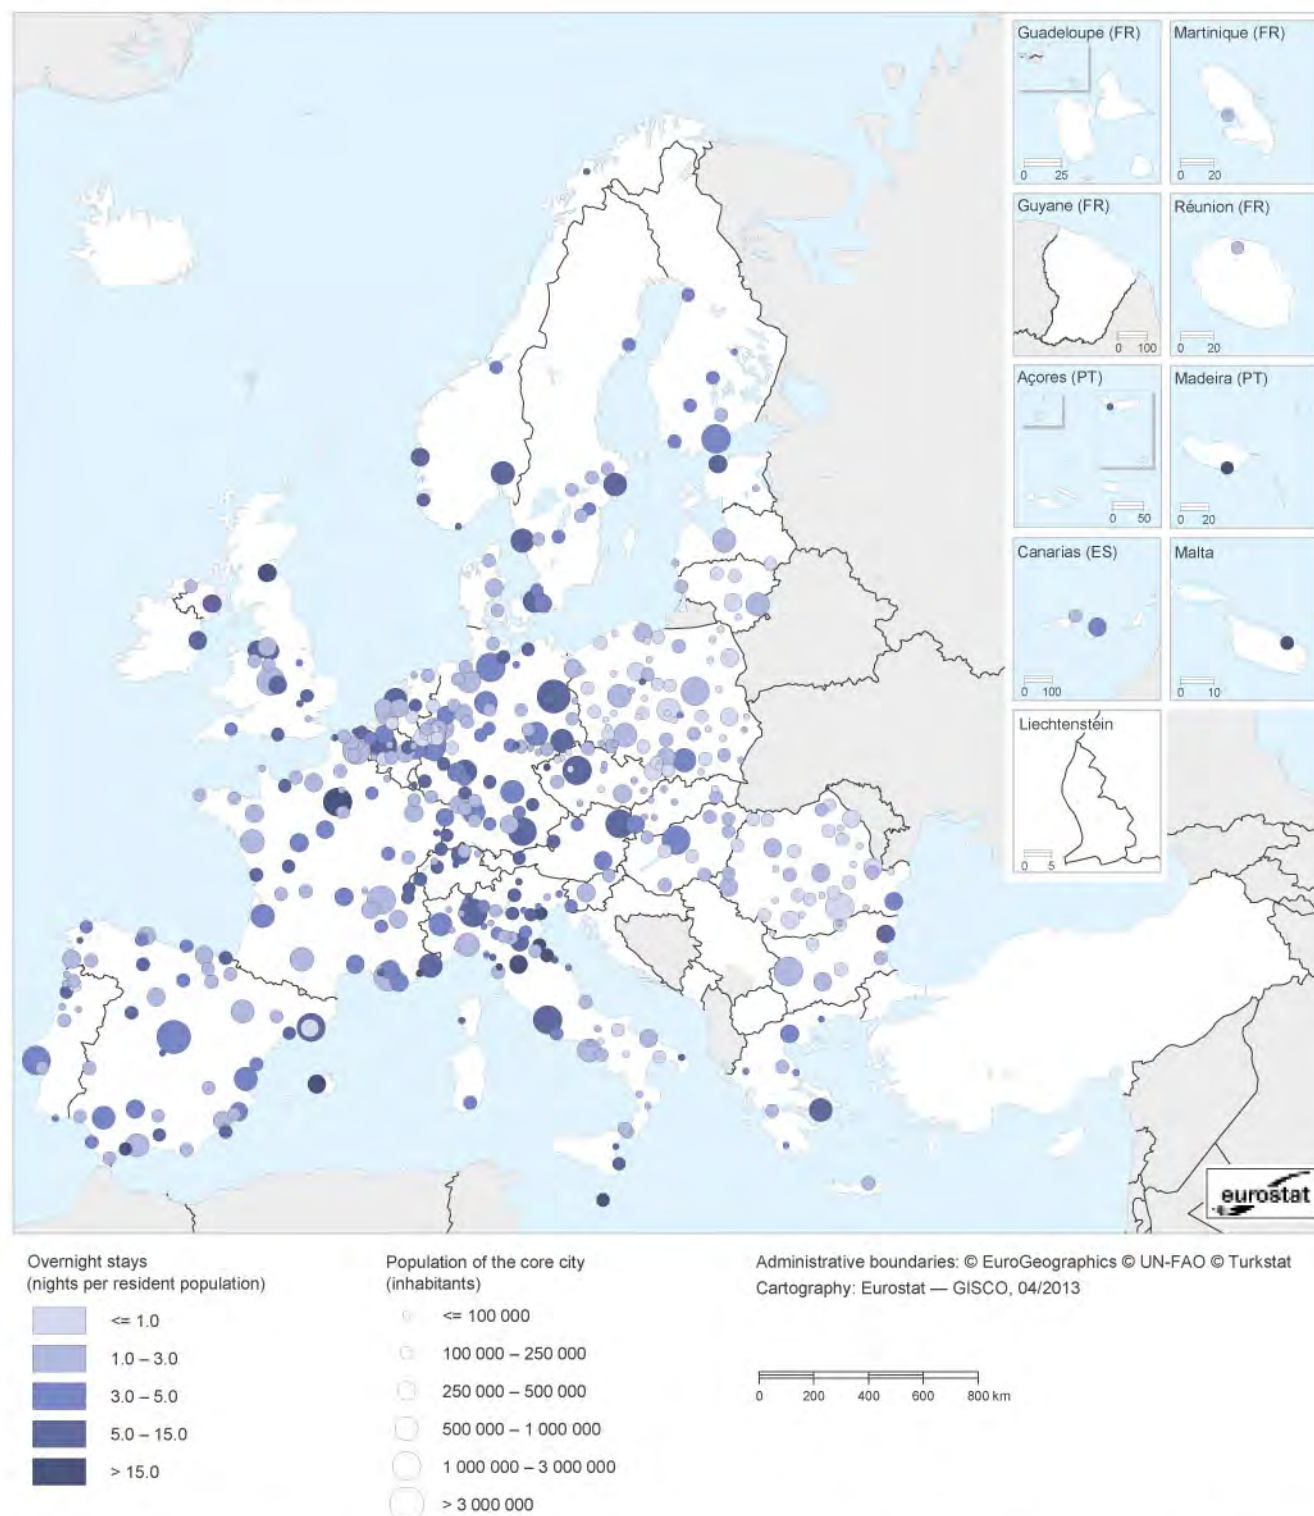 Guadeloupe (FR)
0 25
Martinique (FR)
0 20
Guyane (FR)
0 100
Réunion (FR)
0 20
Açores (PT)
0 50
Madeira (PT)
0 20
Canarias (ES)
0 100
Malta
0 10
Liechtenstein
0 5
eurostat
Overnight stays
(nights per resident population)
<= 1.0
1.0 – 3.0
3.0 – 5.0
5.0 – 15.0
> 15.0
Population of the core city
(inhabitants)
<= 100 000
100 000 – 250 000
250 000 – 500 000
500 000 – 1 000 000
1 000 000 – 3 000 000
> 3 000 000
Administrative boundaries: © EuroGeographics © UN-FAO © Turkstat
Cartography: Eurostat — GISCO, 04/2013
0 200 400 600 800 km